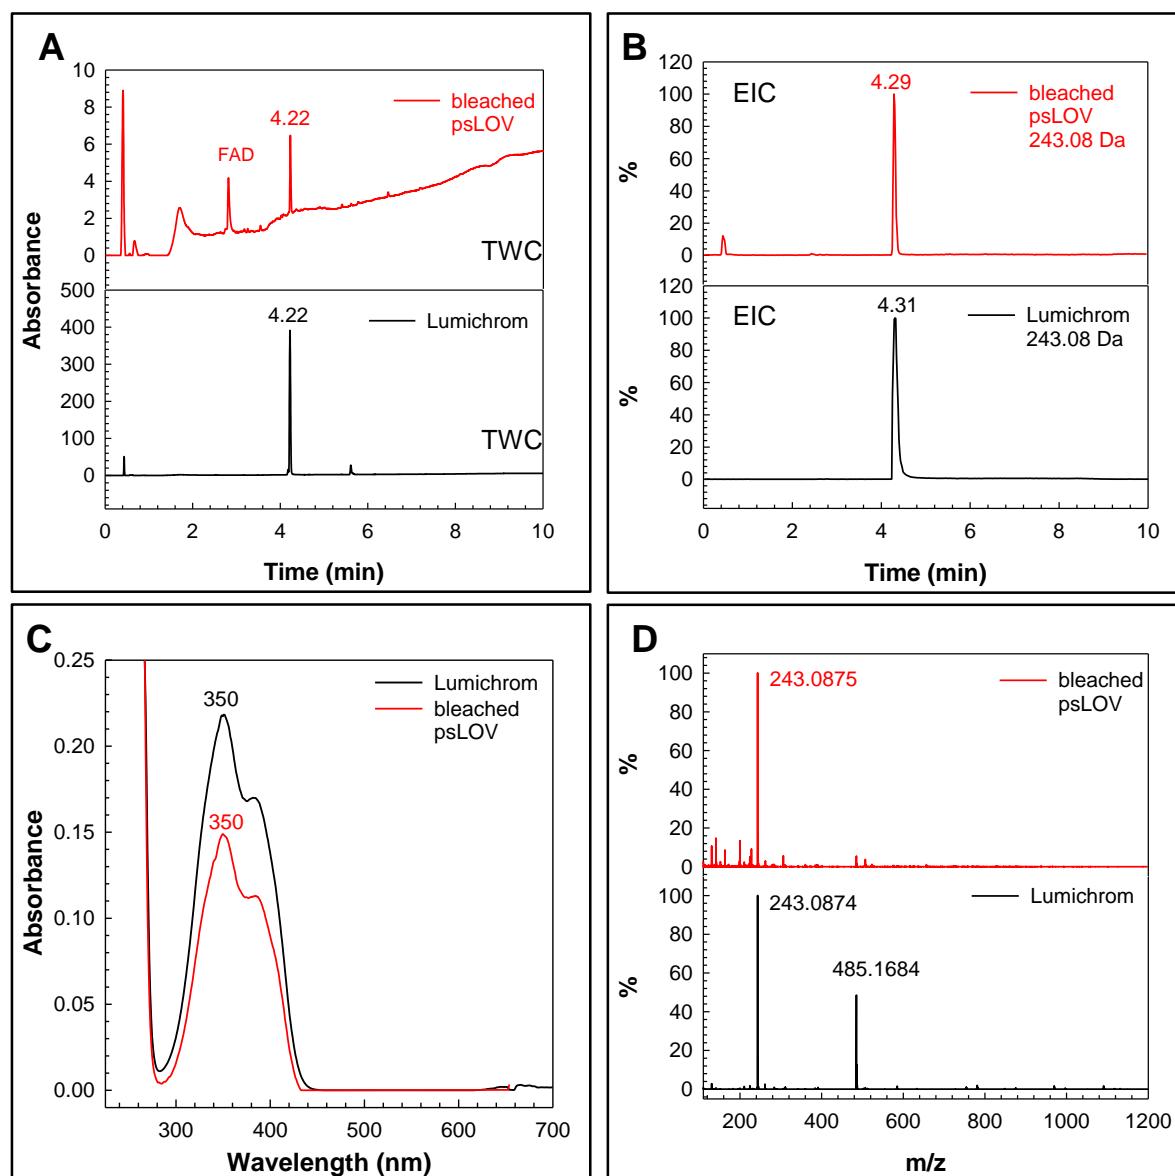 A
10
8
6
4
2
0
FAD
4.22
bleached
psLOV
TWC
500
400
300
200
100
0
4.22
Lumichrom
TWC
0 2 4 6 8 10
Time (min)
Absorbance
B
120
100
80
60
40
20
0
%
EIC
4.29
bleached
psLOV
243.08 Da
120
100
80
60
40
20
0
%
EIC
4.31
Lumichrom
243.08 Da
0 2 4 6 8 10
Time (min)
C
0.25
0.20
0.15
0.10
0.05
0.00
Absorbance
350
350
Lumichrom
bleached
psLOV
300 400 500 600 700
Wavelength (nm)
D
100
80
60
40
20
0
%
243.0875
bleached
psLOV
100
80
60
40
20
0
%
243.0874
485.1684
Lumichrom
200 400 600 800 1000 1200
m/z